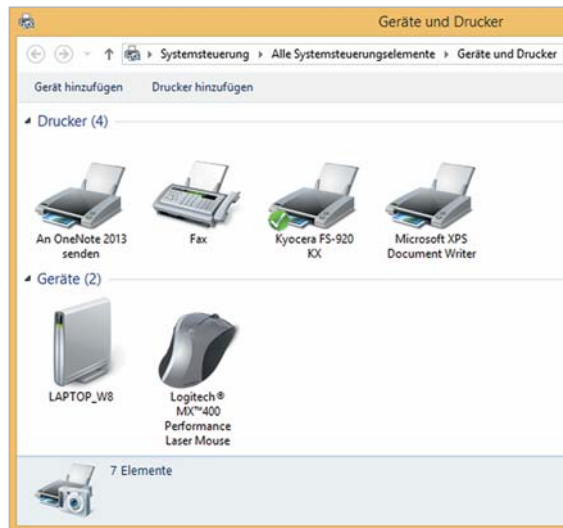 Geräte und Drucker
Systemsteuerung Alle Systemsteuerungselemente Geräte und Drucker
Gerät hinzufügen Drucker hinzufügen
Drucker (4)
An OneNote 2013
senden
Fax
Kyocera FS-920
KX
Microsoft XPS
Document Writer
Geräte (2)
LAPTOP_W8
Logitech®
MX™400
Performance
Laser Mouse
7 Elemente